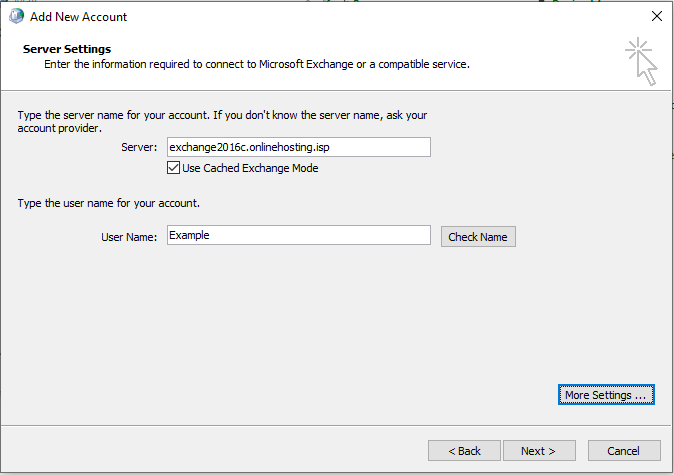 Add New Account
Server Settings
Enter the information required to connect to Microsoft Exchange or a compatible service.
Type the server name for your account. If you don't know the server name, ask your
account provider.
Server: exchange2016c.onlinehosting.isp
Use Cached Exchange Mode
Type the user name for your account.
User Name: Example Check Name
More Settings ...
< Back Next > Cancel